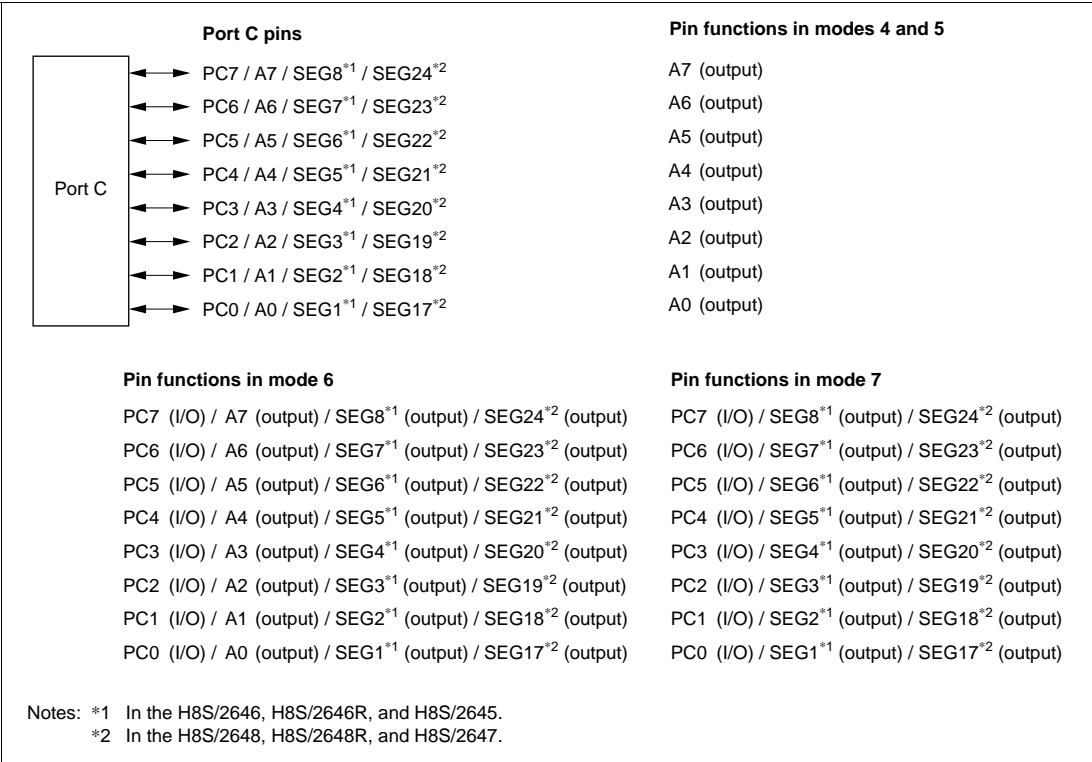 Port C pins Pin functions in modes 4 and 5
PC7 / A7 / SEG8*1 / SEG24*2 A7 (output)
PC6 / A6 / SEG7*1 / SEG23*2 A6 (output)
PC5 / A5 / SEG6*1 / SEG22*2 A5 (output)
PC4 / A4 / SEG5*1 / SEG21*2 A4 (output)
Port C
PC3 / A3 / SEG4*1 / SEG20*2 A3 (output)
PC2 / A2 / SEG3*1 / SEG19*2 A2 (output)
PC1 / A1 / SEG2*1 / SEG18*2 A1 (output)
PC0 / A0 / SEG1*1 / SEG17*2 A0 (output)
Pin functions in mode 6 Pin functions in mode 7
PC7 (I/O) / A7 (output) / SEG8*1 (output) / SEG24*2 (output) PC7 (I/O) / SEG8*1 (output) / SEG24*2 (output)
PC6 (I/O) / A6 (output) / SEG7*1 (output) / SEG23*2 (output) PC6 (I/O) / SEG7*1 (output) / SEG23*2 (output)
PC5 (I/O) / A5 (output) / SEG6*1 (output) / SEG22*2 (output) PC5 (I/O) / SEG6*1 (output) / SEG22*2 (output)
PC4 (I/O) / A4 (output) / SEG5*1 (output) / SEG21*2 (output) PC4 (I/O) / SEG5*1 (output) / SEG21*2 (output)
PC3 (I/O) / A3 (output) / SEG4*1 (output) / SEG20*2 (output) PC3 (I/O) / SEG4*1 (output) / SEG20*2 (output)
PC2 (I/O) / A2 (output) / SEG3*1 (output) / SEG19*2 (output) PC2 (I/O) / SEG3*1 (output) / SEG19*2 (output)
PC1 (I/O) / A1 (output) / SEG2*1 (output) / SEG18*2 (output) PC1 (I/O) / SEG2*1 (output) / SEG18*2 (output)
PC0 (I/O) / A0 (output) / SEG1*1 (output) / SEG17*2 (output) PC0 (I/O) / SEG1*1 (output) / SEG17*2 (output)
Notes: *1 In the H8S/2646, H8S/2646R, and H8S/2645.
*2 In the H8S/2648, H8S/2648R, and H8S/2647.